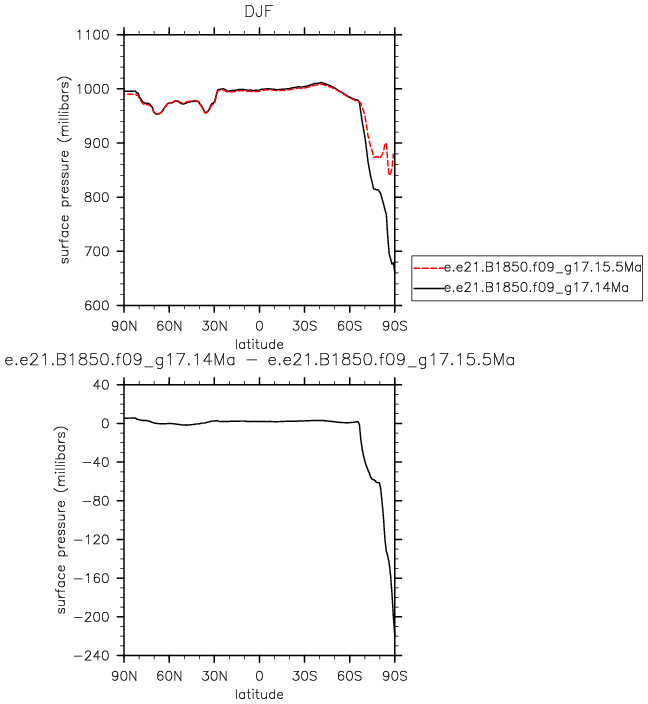 DJF
1100
1000
900
800
700
600
surface pressure (millibars)
90N 60N 30N 0 30S 60S 90S
latitude
e.e21.B1850.f09_g17.15.5Ma
e.e21.B1850.f09_g17.14Ma
e.e21.B1850.f09_g17.14Ma − e.e21.B1850.f09_g17.15.5Ma
40
0
−40
−80
−120
−160
−200
−240
surface pressure (millibars)
90N 60N 30N 0 30S 60S 90S
latitude